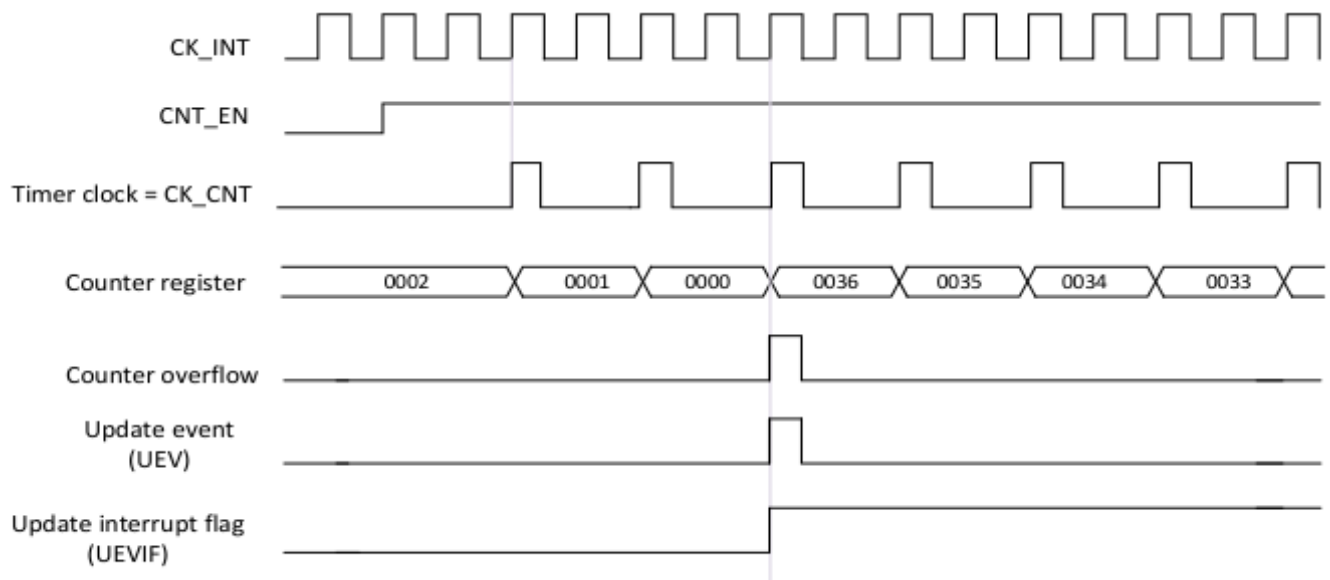 CK_INT
CNT_EN
Timer clock = CK_CNT
Counter register
0002
0001
0000
0036
0035
0034
0033
Counter overflow
Update event
(UEV)
Update interrupt flag
(UEVIF)